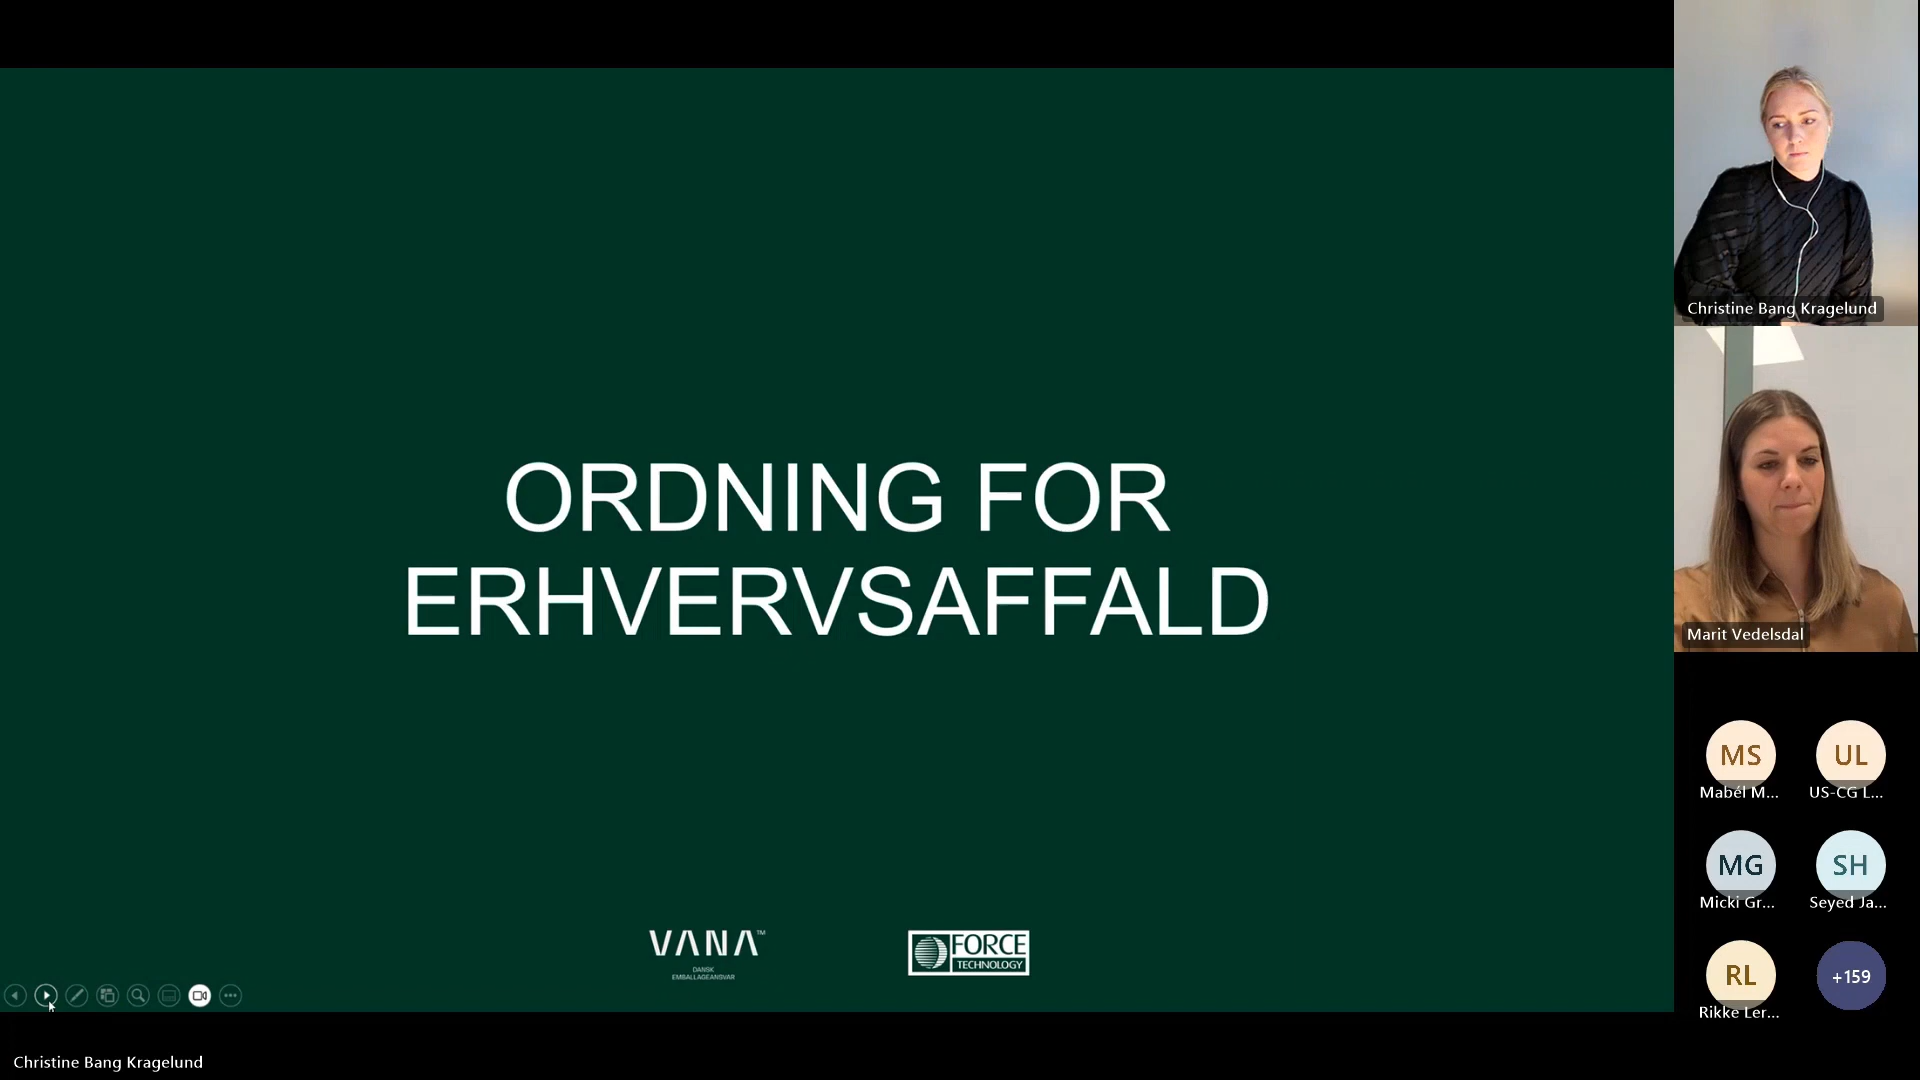 ORDNING FOR
ERHVERVSAFFALD
VANA™
DANSK
EMBALLAGEANSVAR
FORCE
TECHNOLOGY
Christine Bang Kragelund
Christine Bang Kragelund
Marit Vedelsdal
MS
Mabél M...
UL
US-CG L...
MG
Micki Gr...
SH
Seyed Ja...
RL
Rikke Ler...
+159